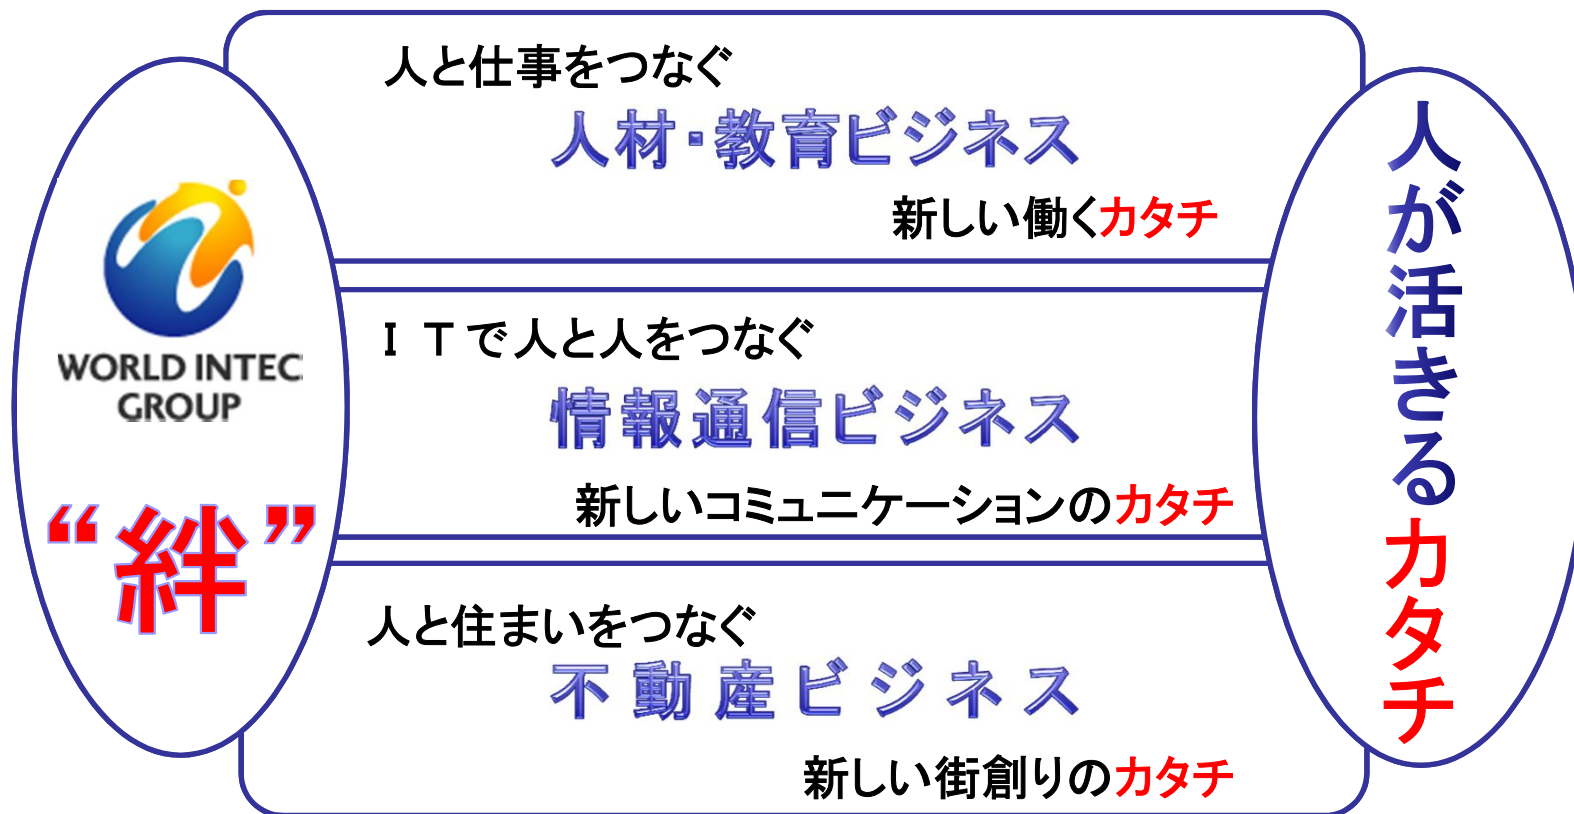 WORLD INTEC
GROUP
“絆”
人と仕事をつなぐ
人材・教育ビジネス
新しい働くカタチ
ＩＴで人と人をつなぐ
情報通信ビジネス
新しいコミュニケーションのカタチ
人と住まいをつなぐ
不動産ビジネス
新しい街創りのカタチ
人が活きるカタチ